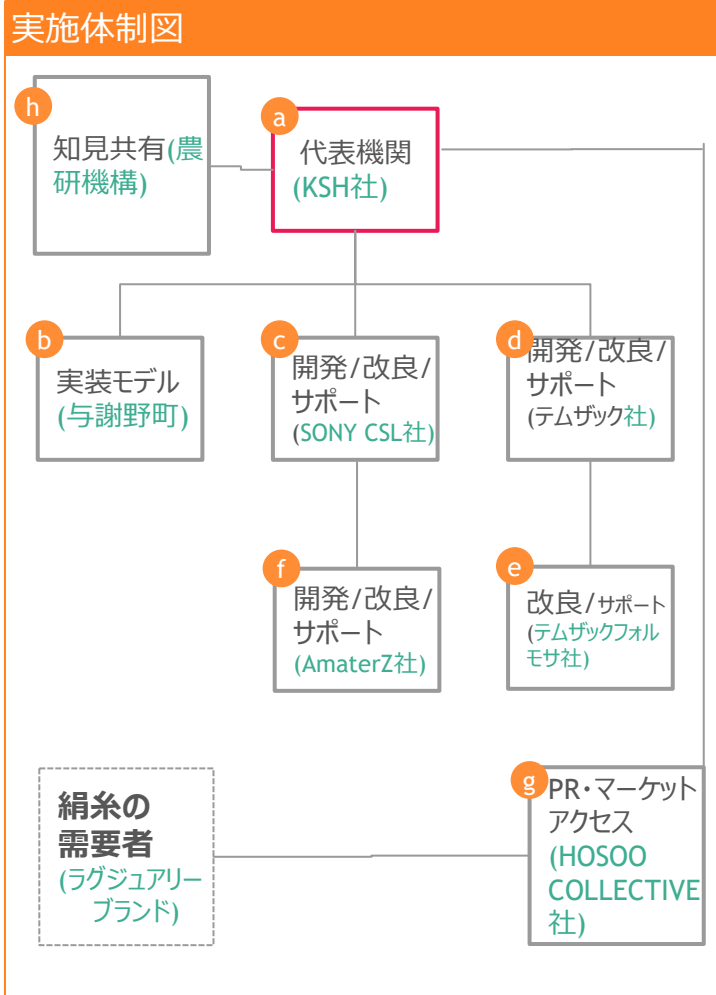 実施体制図
h
知見共有(農
研機構)
a
代表機関
(KSH社)
b
実装モデル
(与謝野町)
c
開発/改良/
サポート
(SONY CSL社)
d
開発/改良/
サポート
(テムザック社)
f
開発/改良/
サポート
(AmaterZ社)
e
改良/サポート
(テムザックフォル
モサ社)
絹糸の
需要者
(ラグジュアリー
ブランド)
g
PR・マーケット
アクセス
(HOSOO
COLLECTIVE
社)